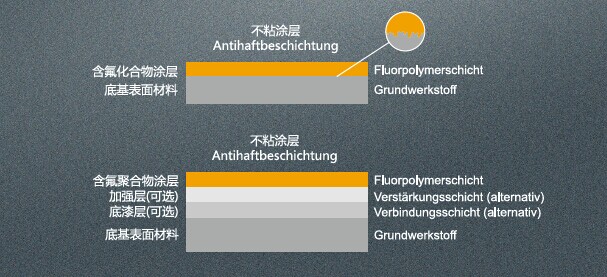 不粘涂层
Antihaftbeschichtung
含氟化合物涂层 Fluorpolymerschicht
底基表面材料 Grundwerkstoff
不粘涂层
Antihaftbeschichtung
含氟聚合物涂层 Fluorpolymerschicht
加强层(可选) Verstärkungsschicht (alternativ)
底漆层(可选) Verbindungsschicht (alternativ)
底基表面材料 Grundwerkstoff